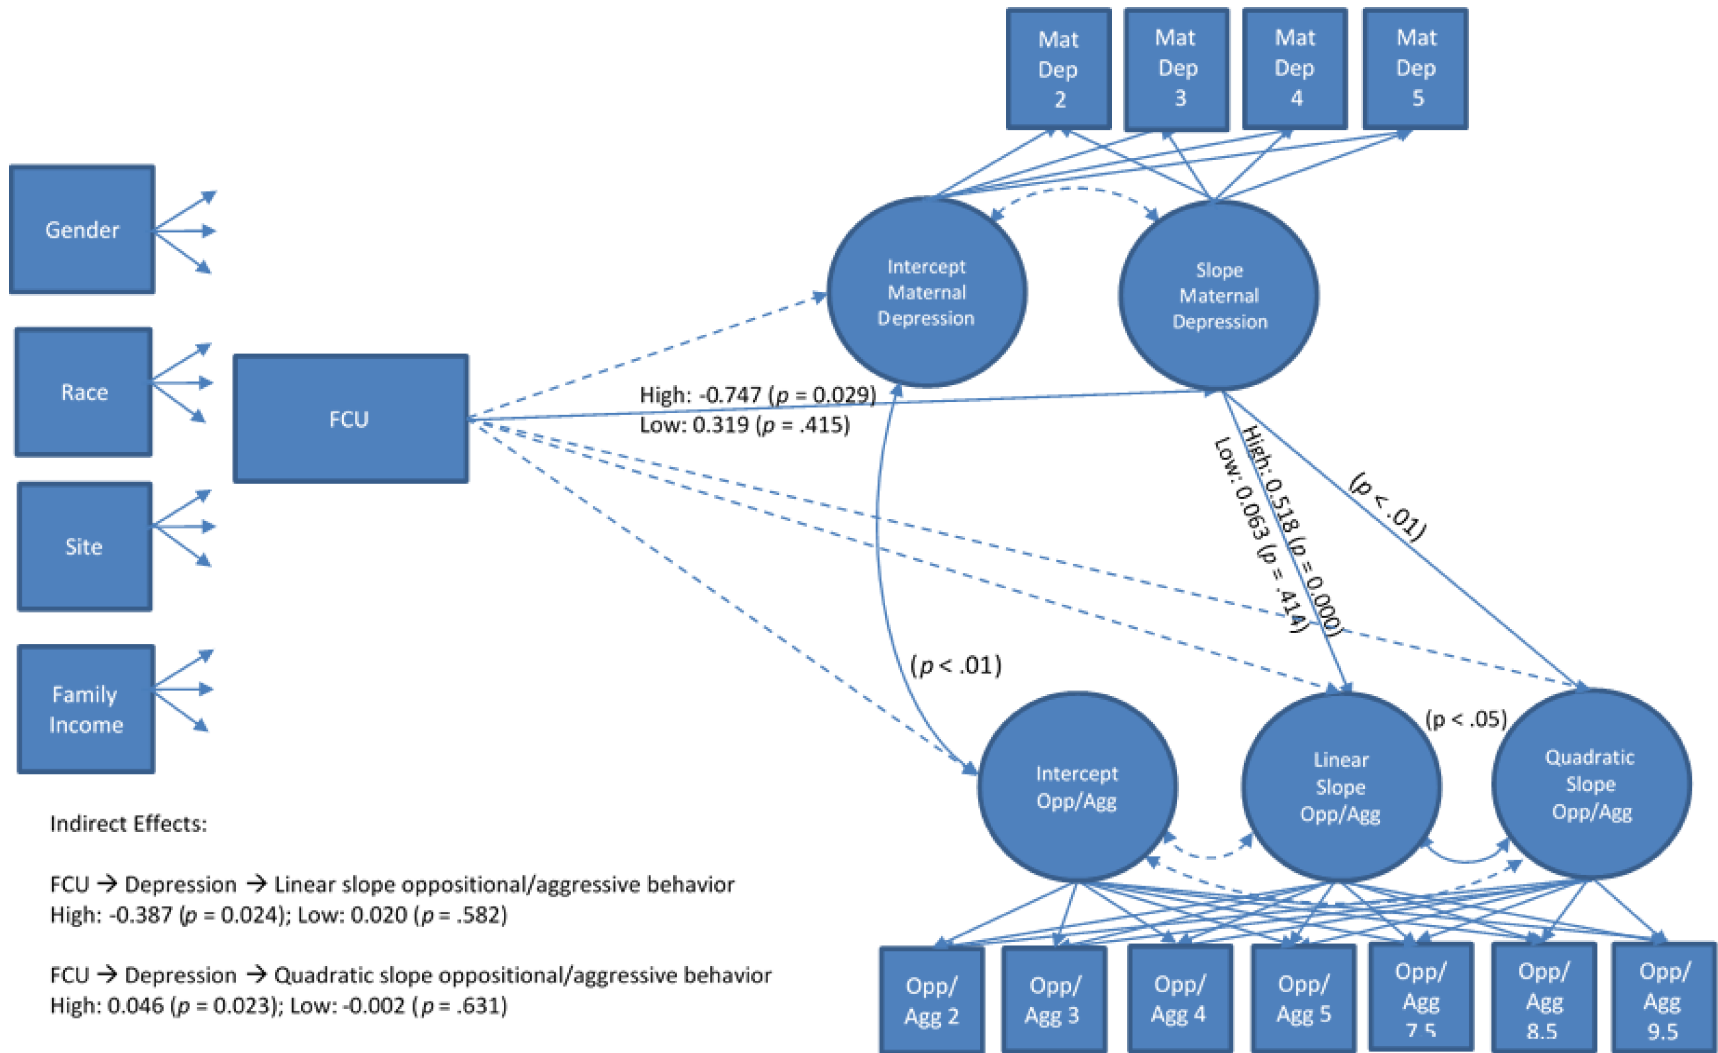 Mat
Dep
2
Mat
Dep
3
Mat
Dep
4
Mat
Dep
5
Gender
Race
Site
Family
Income
FCU
Intercept
Maternal
Depression
Slope
Maternal
Depression
High: -0.747 (p = 0.029)
Low: 0.319 (p = .415)
High: 0.518 (p = 0.000)
Low: 0.063 (p = .414)
(p < .01)
(p < .01)
(p < .05)
Intercept
Opp/Agg
Linear
Slope
Opp/Agg
Quadratic
Slope
Opp/Agg
Indirect Effects:
FCU → Depression → Linear slope oppositional/aggressive behavior
High: -0.387 (p = 0.024); Low: 0.020 (p = .582)
FCU → Depression → Quadratic slope oppositional/aggressive behavior
High: 0.046 (p = 0.023); Low: -0.002 (p = .631)
Opp/
Agg 2
Opp/
Agg 3
Opp/
Agg 4
Opp/
Agg 5
Opp/
Agg
7.5
Opp/
Agg
8.5
Opp/
Agg
9.5